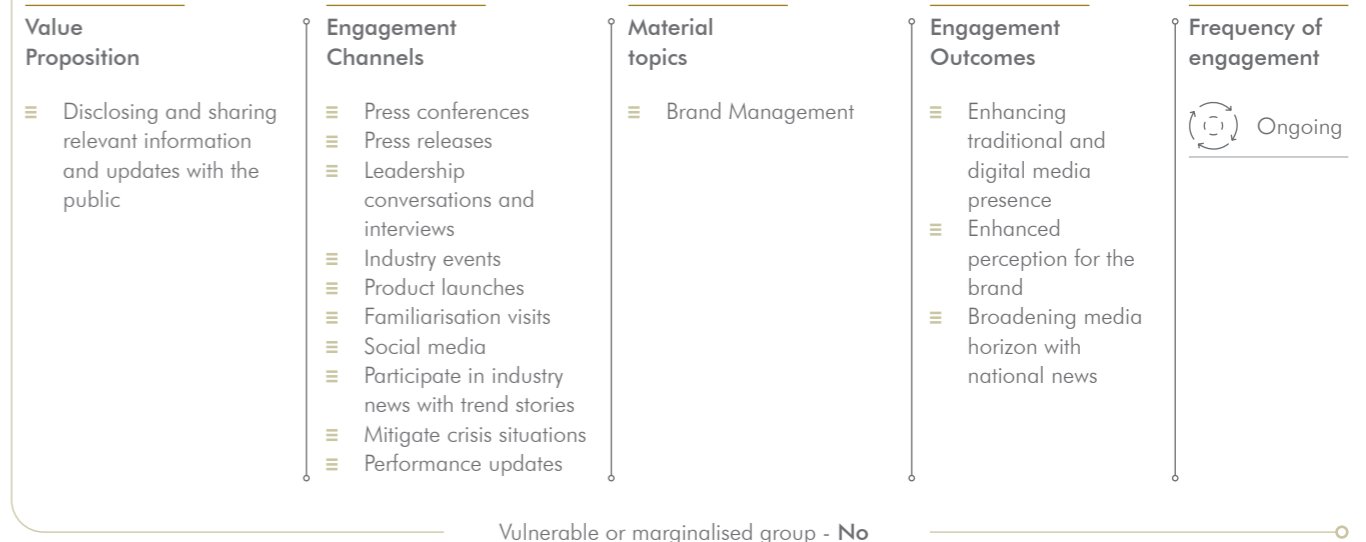 Value
Proposition
Disclosing and sharing
relevant information
and updates with the
public
Engagement
Channels
Press conferences
Press releases
Leadership
conversations and
interviews
Industry events
Product launches
Familiarisation visits
Social media
Participate in industry
news with trend stories
Mitigate crisis situations
Performance updates
Material
topics
Brand Management
Engagement
Outcomes
Enhancing
traditional and
digital media
presence
Enhanced
perception for the
brand
Broadening media
horizon with
national news
Frequency of
engagement
Ongoing
Vulnerable or marginalised group - No